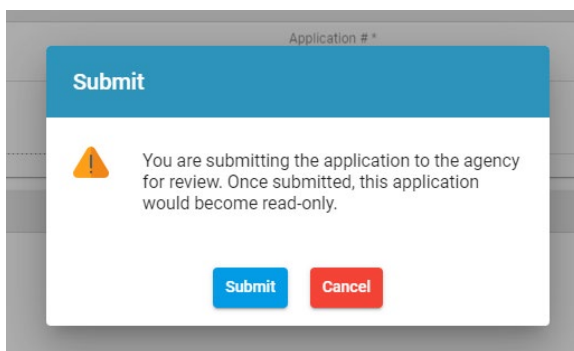 Application # *
Submit
You are submitting the application to the agency
for review. Once submitted, this application
would become read-only.
Submit Cancel